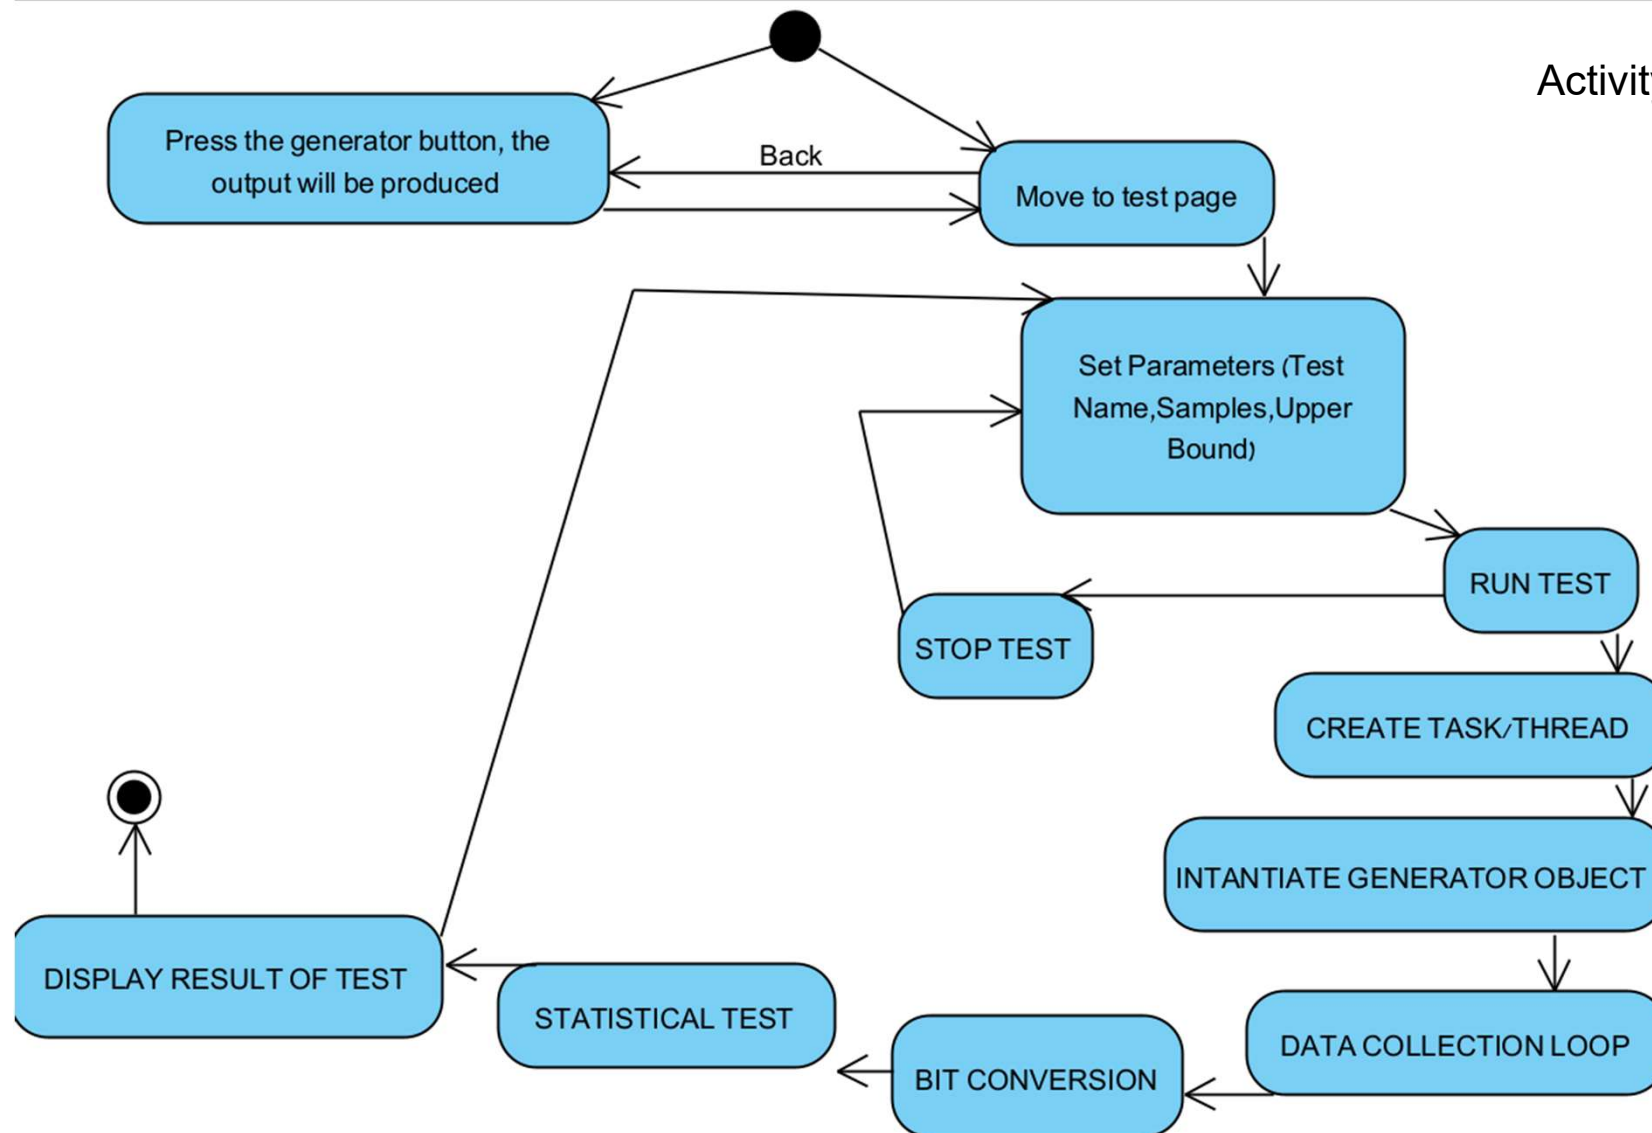 Activity
Press the generator button, the
output will be produced
Back
Move to test page
Set Parameters (Test
Name,Samples,Upper
Bound)
RUN TEST
STOP TEST
CREATE TASK/THREAD
INTANTIATE GENERATOR OBJECT
DATA COLLECTION LOOP
BIT CONVERSION
STATISTICAL TEST
DISPLAY RESULT OF TEST